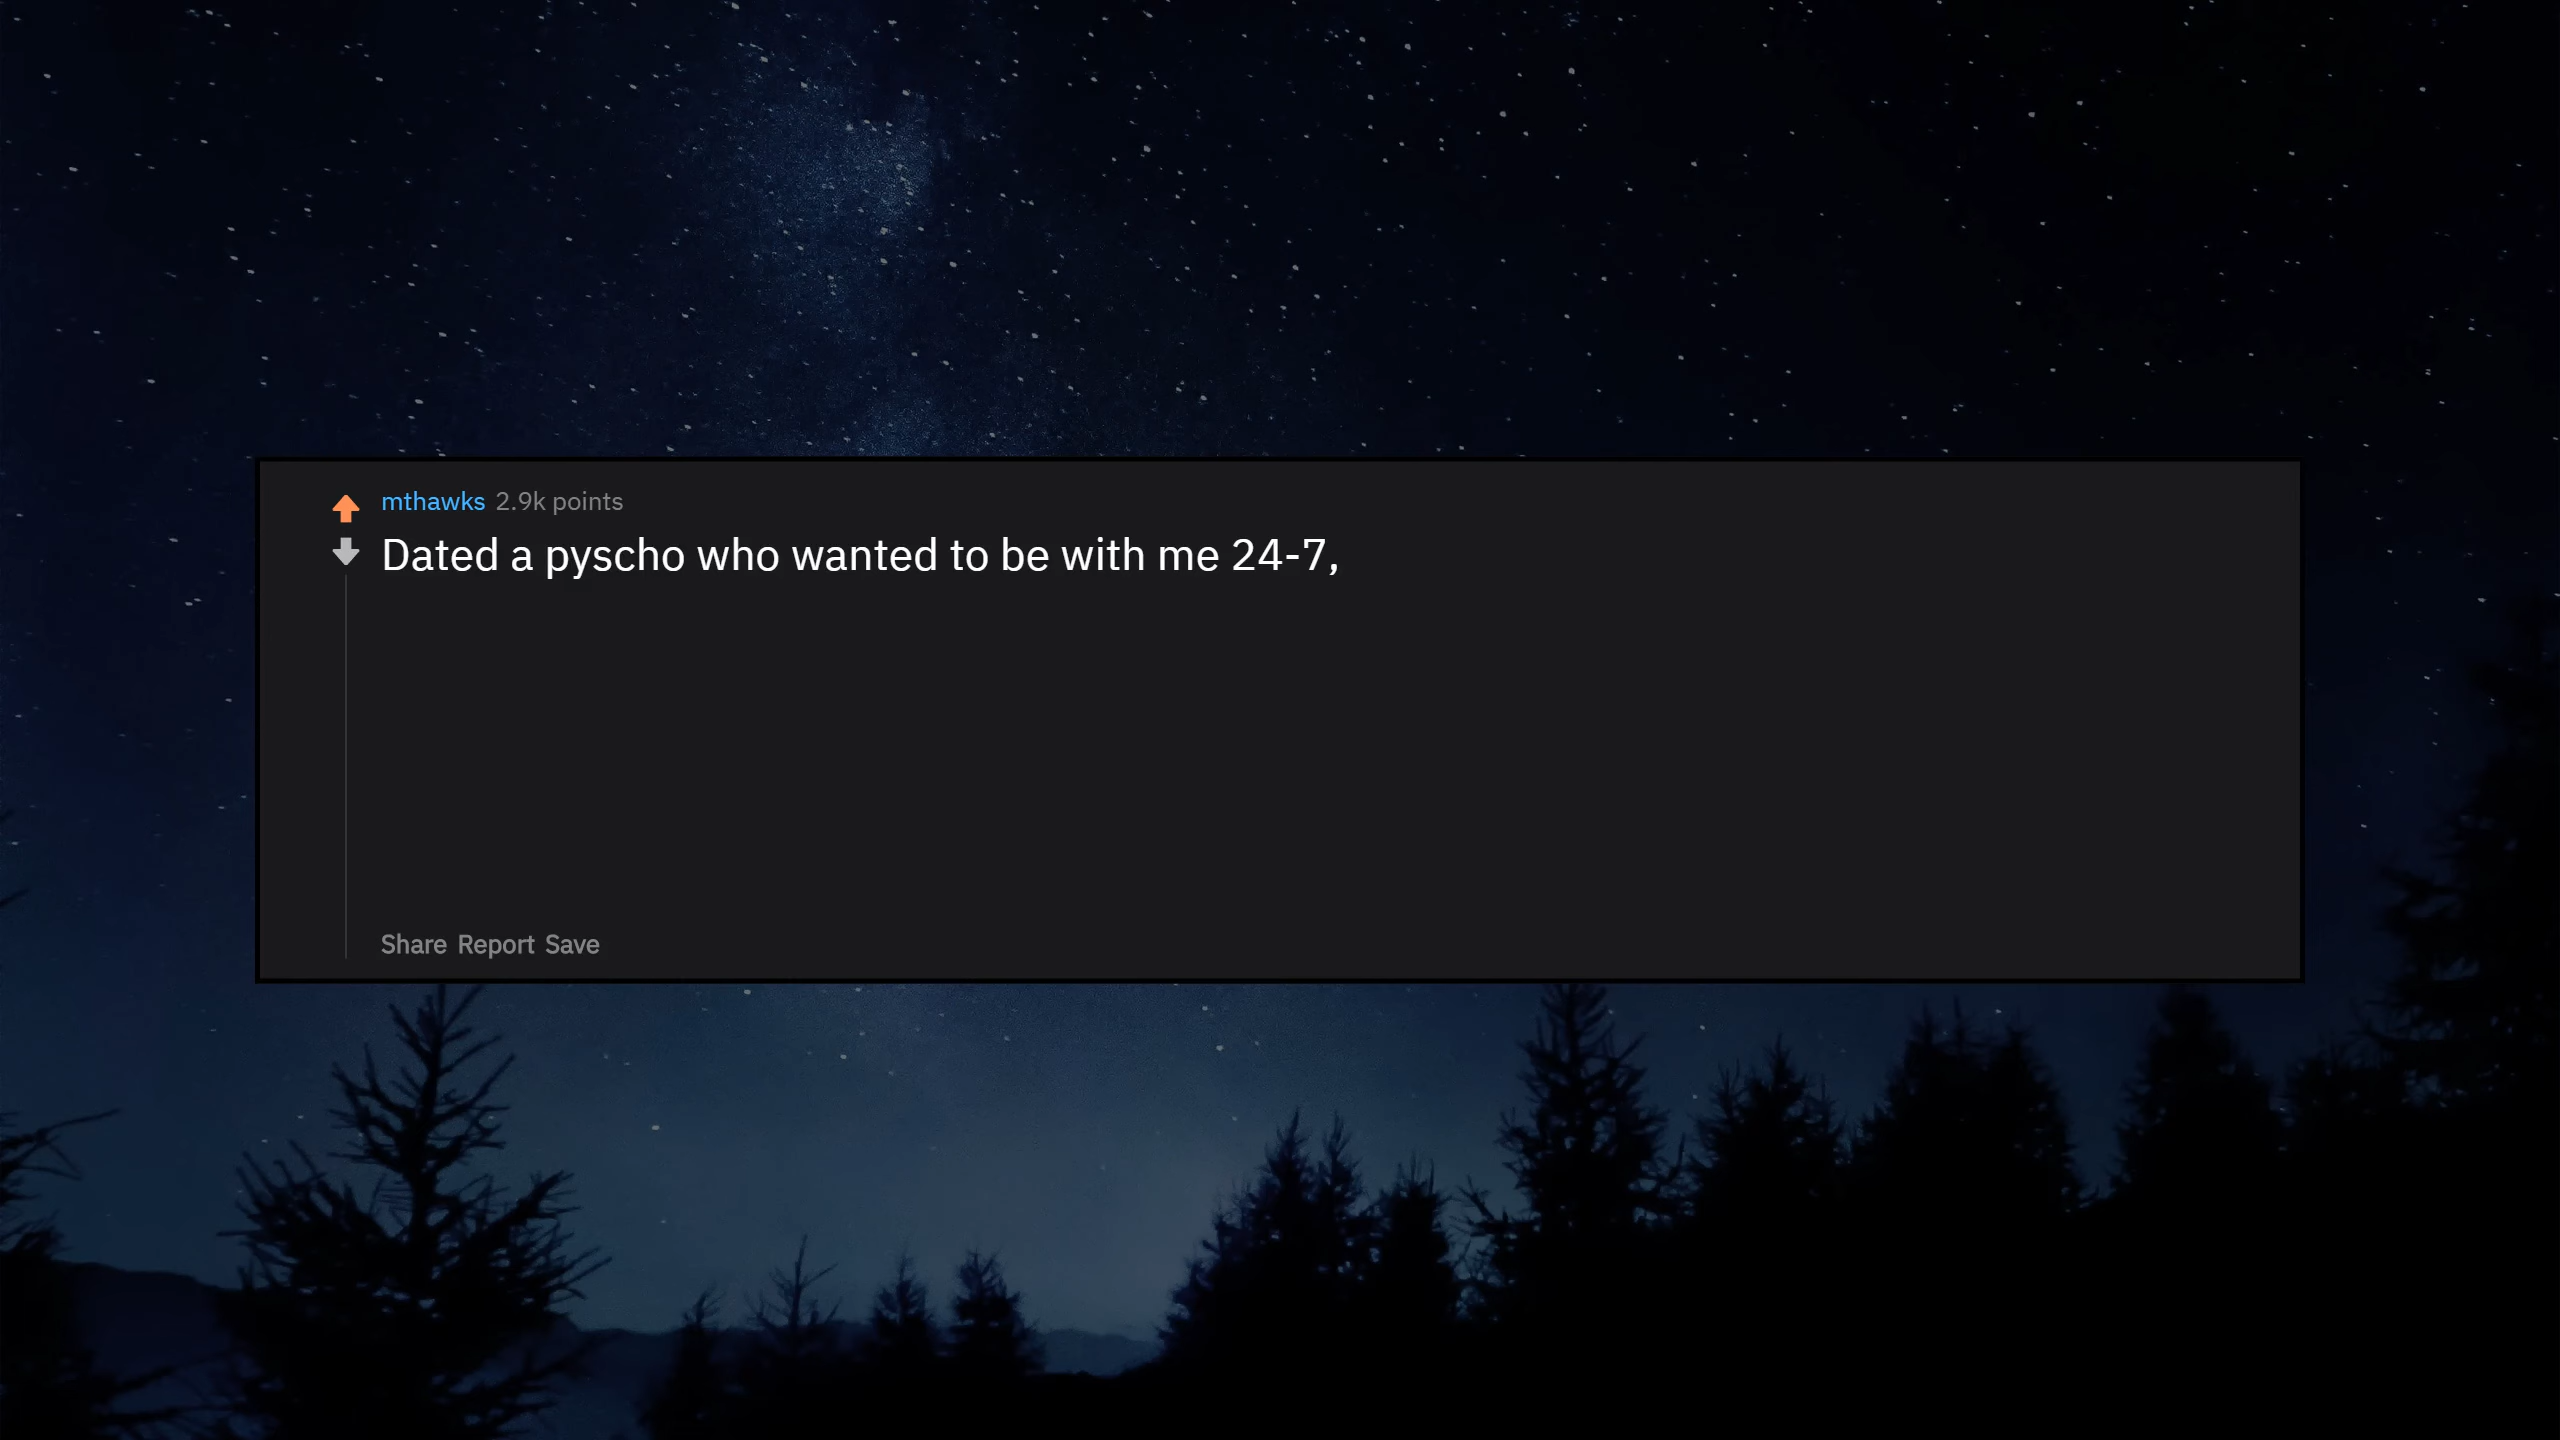 mthawks 2.9k points
Dated a pyscho who wanted to be with me 24-7,
Share Report Save